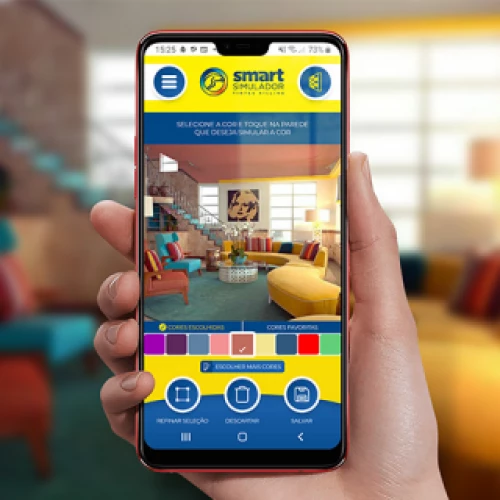 15:25
73%
smart
SIMULADOR
TINTAS KILLING
SELECIONE A COR E TOQUE NA PAREDE
QUE DESEJA SIMULAR A COR
CORES ESCOLHIDAS CORES FAVORITAS
ESCOLHER MAIS CORES
REFINAR SELEÇÃO DESCARTAR SALVAR